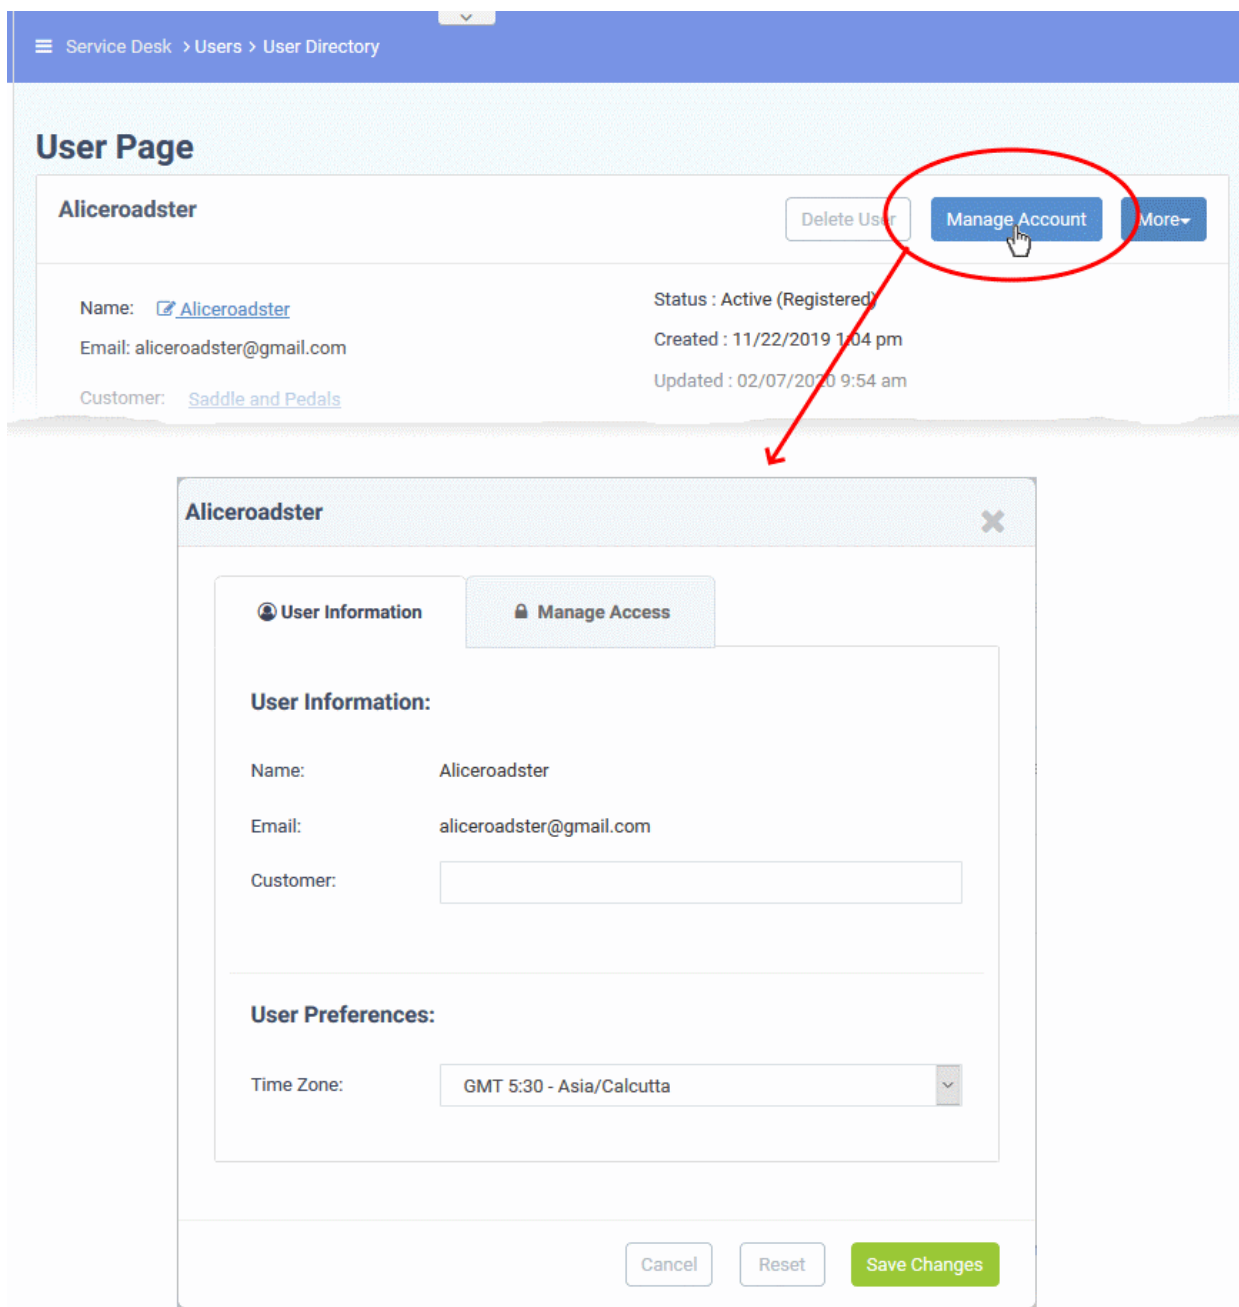 Service Desk > Users > User Directory
User Page
Aliceroadster
Delete User
Manage Account
More
Name: Aliceroadster
Status : Active (Registered)
Email: aliceroadster@gmail.com
Created : 11/22/2019 1:04 pm
Customer: Saddle and Pedals
Updated : 02/07/2020 9:54 am
Aliceroadster
User Information
Manage Access
User Information:
Name: Aliceroadster
Email: aliceroadster@gmail.com
Customer:
User Preferences:
Time Zone: GMT 5:30 - Asia/Calcutta
Cancel
Reset
Save Changes